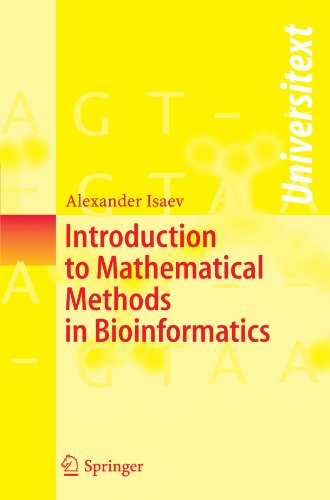 Universitext
A G T –
– G T A A
Alexander Isaev
Introduction
to Mathematical
Methods
in Bioinformatics
A G T –
– G T A A
Springer